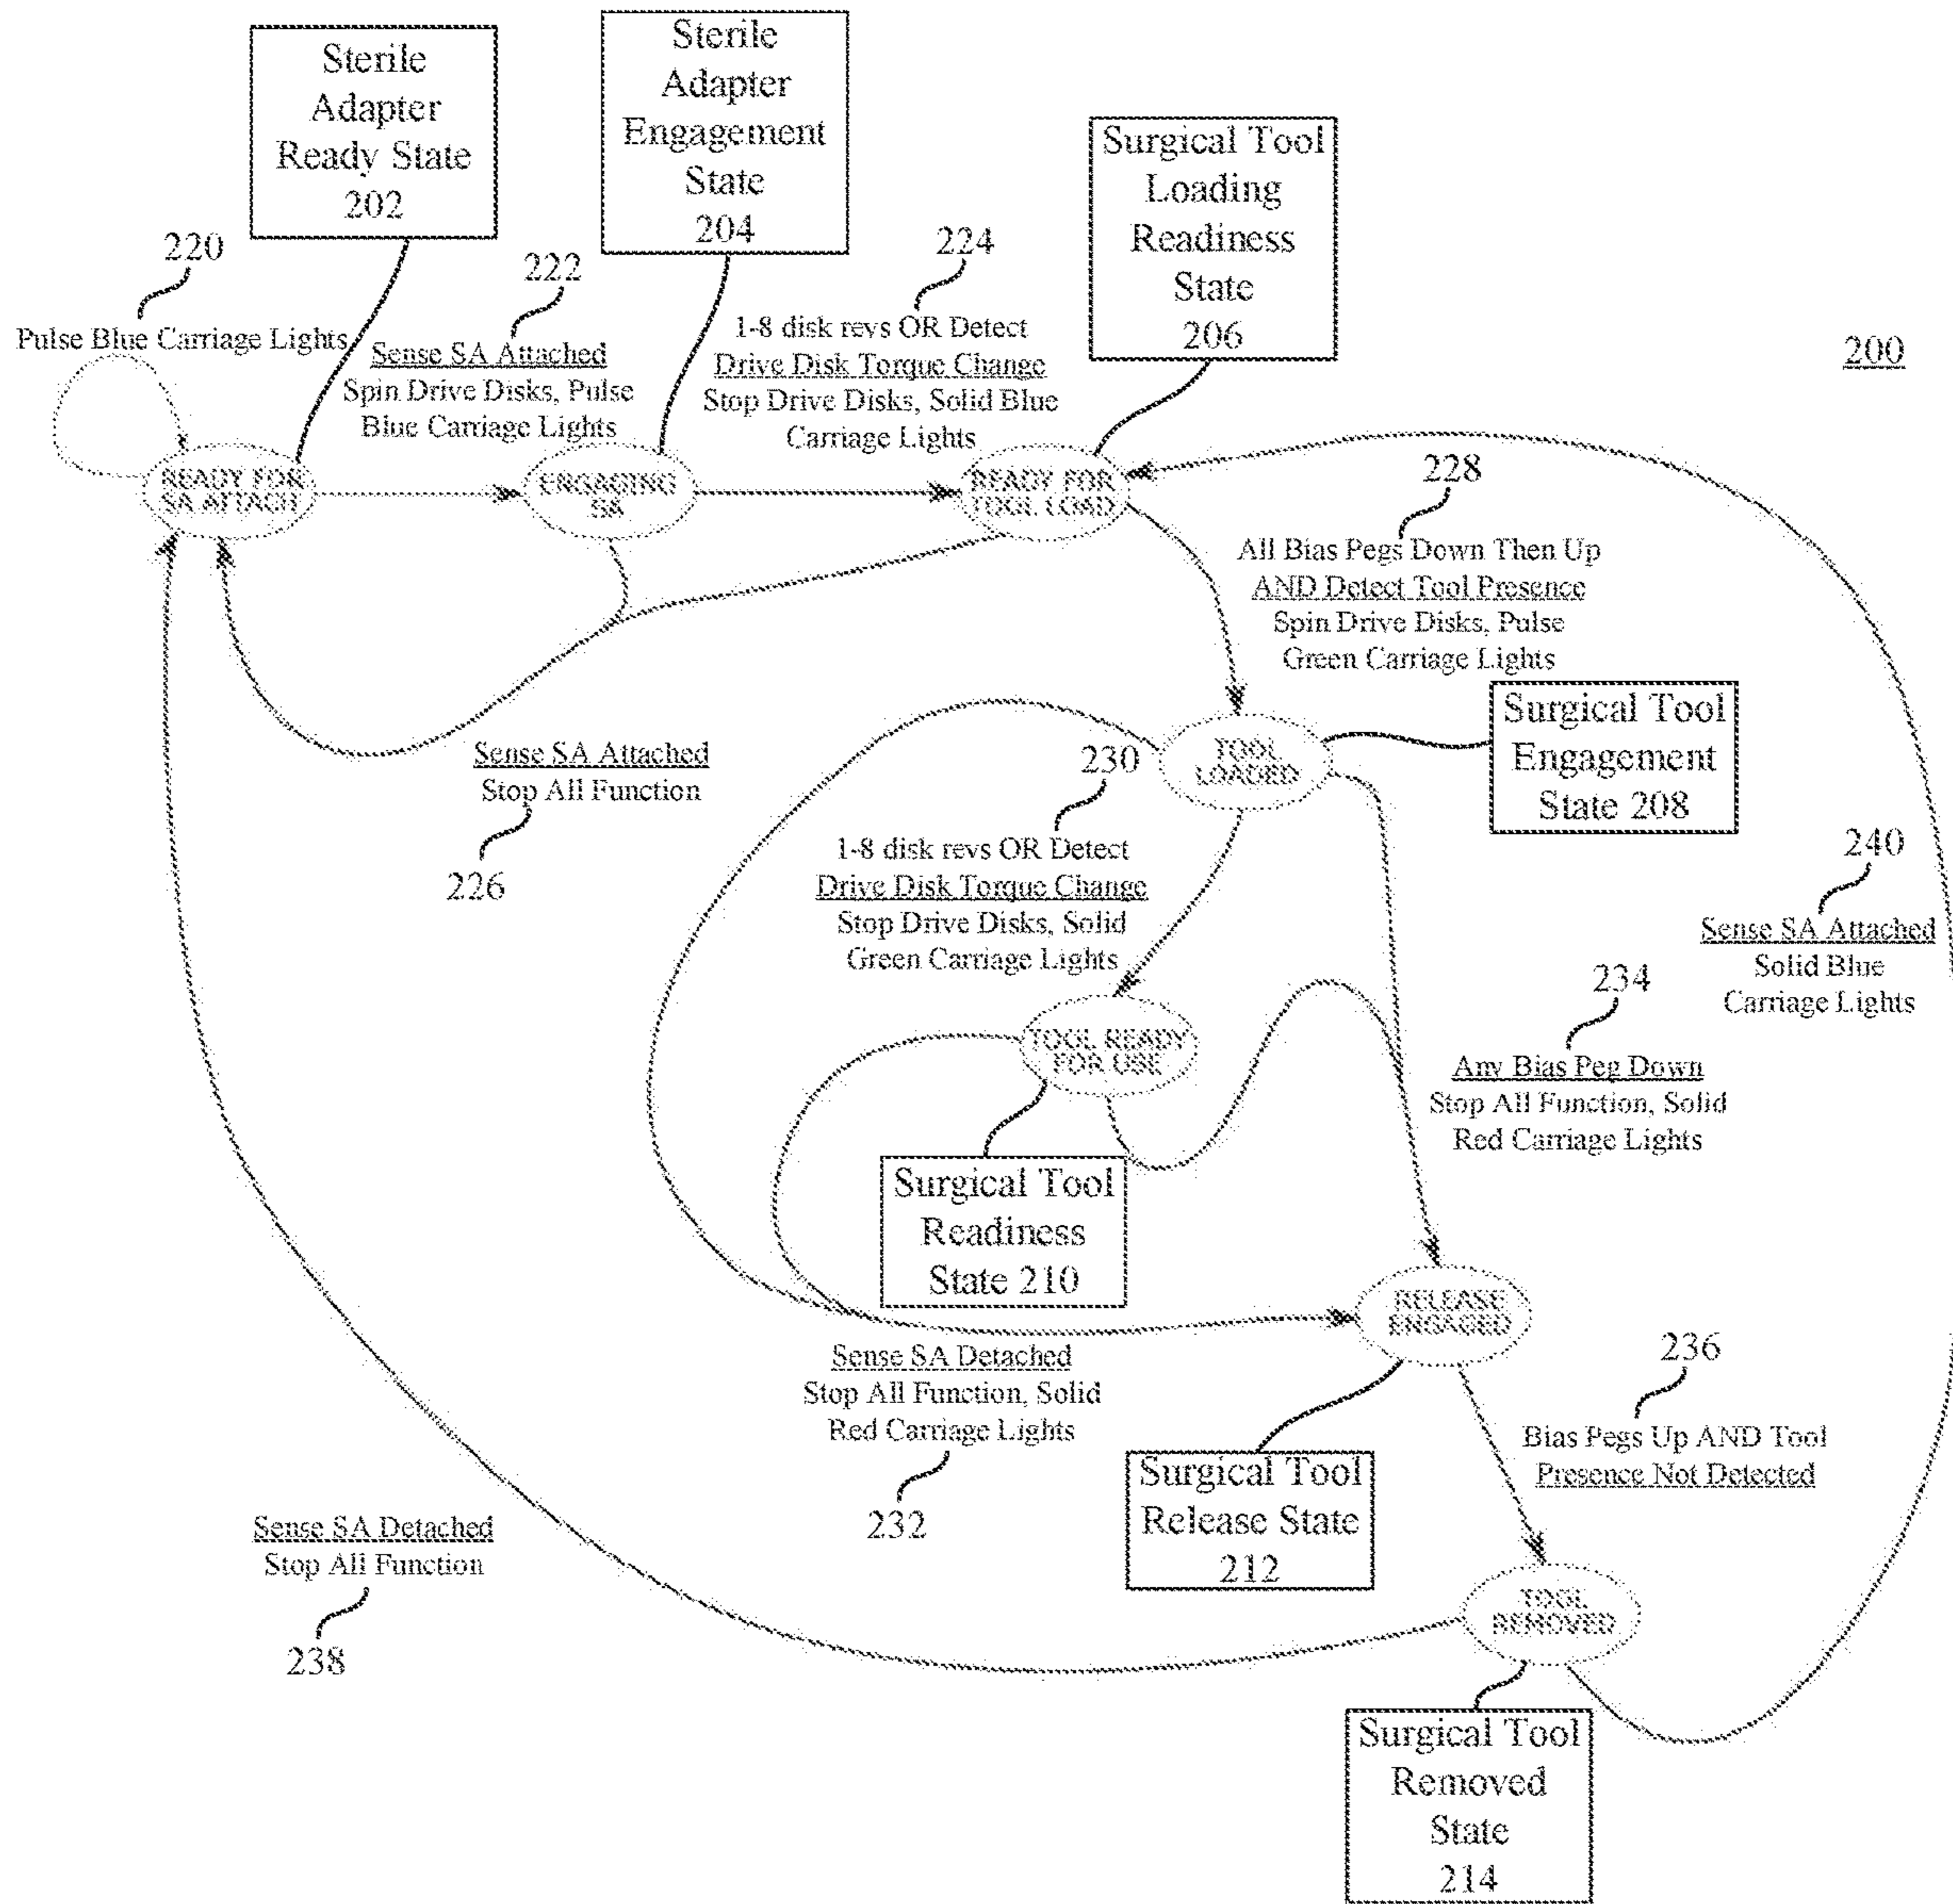 Sterile
Adapter
Ready State
202
Sterile
Adapter
Engagement
State
204
Surgical Tool
Loading
Readiness
State
206
200
220
Pulse Blue Carriage Lights
222
Sense SA Attached
Spin Drive Disks, Pulse
Blue Carriage Lights
224
1-8 disk revs OR Detect
Drive Disk Torque Change
Stop Drive Disks, Solid Blue
Carriage Lights
READY FOR
SA ATTACH
ENGAGING
SA
READY FOR
TOOL LOAD
228
All Bias Pegs Down Then Up
AND Detect Tool Presence
Spin Drive Disks, Pulse
Green Carriage Lights
Sense SA Attached
Stop All Function
226
TOOL
LOADED
Surgical Tool
Engagement
State 208
230
1-8 disk revs OR Detect
Drive Disk Torque Change
Stop Drive Disks, Solid
Green Carriage Lights
240
Sense SA Attached
Solid Blue
Carriage Lights
TOOL READY
FOR USE
234
Any Bias Peg Down
Stop All Function, Solid
Red Carriage Lights
Surgical Tool
Readiness
State 210
RELEASE
ENGAGED
Sense SA Detached
Stop All Function, Solid
Red Carriage Lights
232
236
Bias Pegs Up AND Tool
Presence Not Detected
Surgical Tool
Release State
212
Sense SA Detached
Stop All Function
238
TOOL
REMOVED
Surgical Tool
Removed
State
214